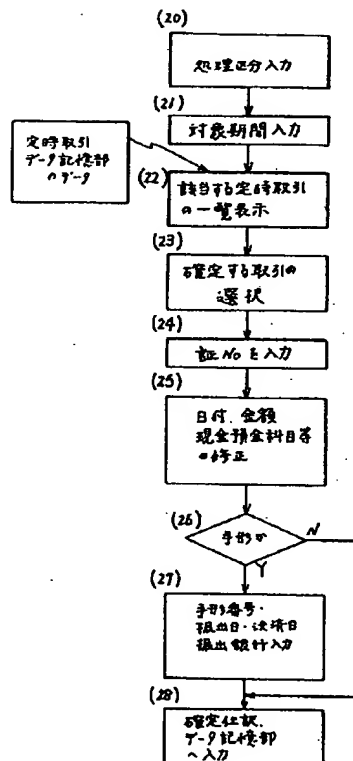 (20)
処理区分入力
(21)
対象期間入力
定時取引
データ記憶部
のデータ
(22)
該当する定時取引
の一覧表示
(23)
確定する取引の
選択
(24)
証Noを入力
(25)
日付、金額
現金預金科目等
の修正
(26)
手形か
N
Y
(27)
手形番号・
振出日・決済日
振出銀行入力
(28)
確定仕訳、
データ記憶部
へ入力